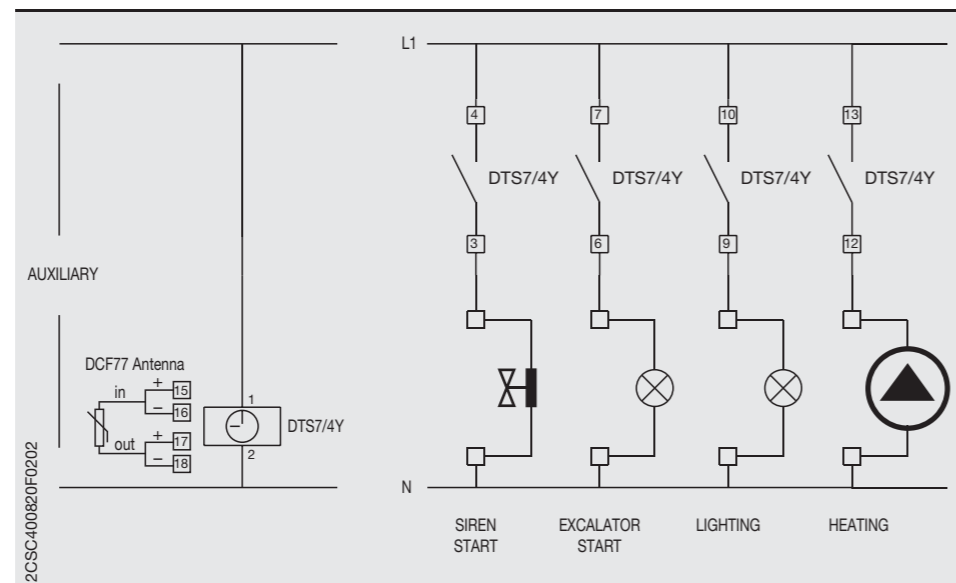 L1
4
7
10
13
DTS7/4Y
DTS7/4Y
DTS7/4Y
DTS7/4Y
3
6
9
12
AUXILIARY
DCF77 Antenna
in
+
15
–
16
out
+
17
–
18
1
DTS7/4Y
2
N
SIREN
START
EXCALATOR
START
LIGHTING
HEATING
2CSC400820F0202